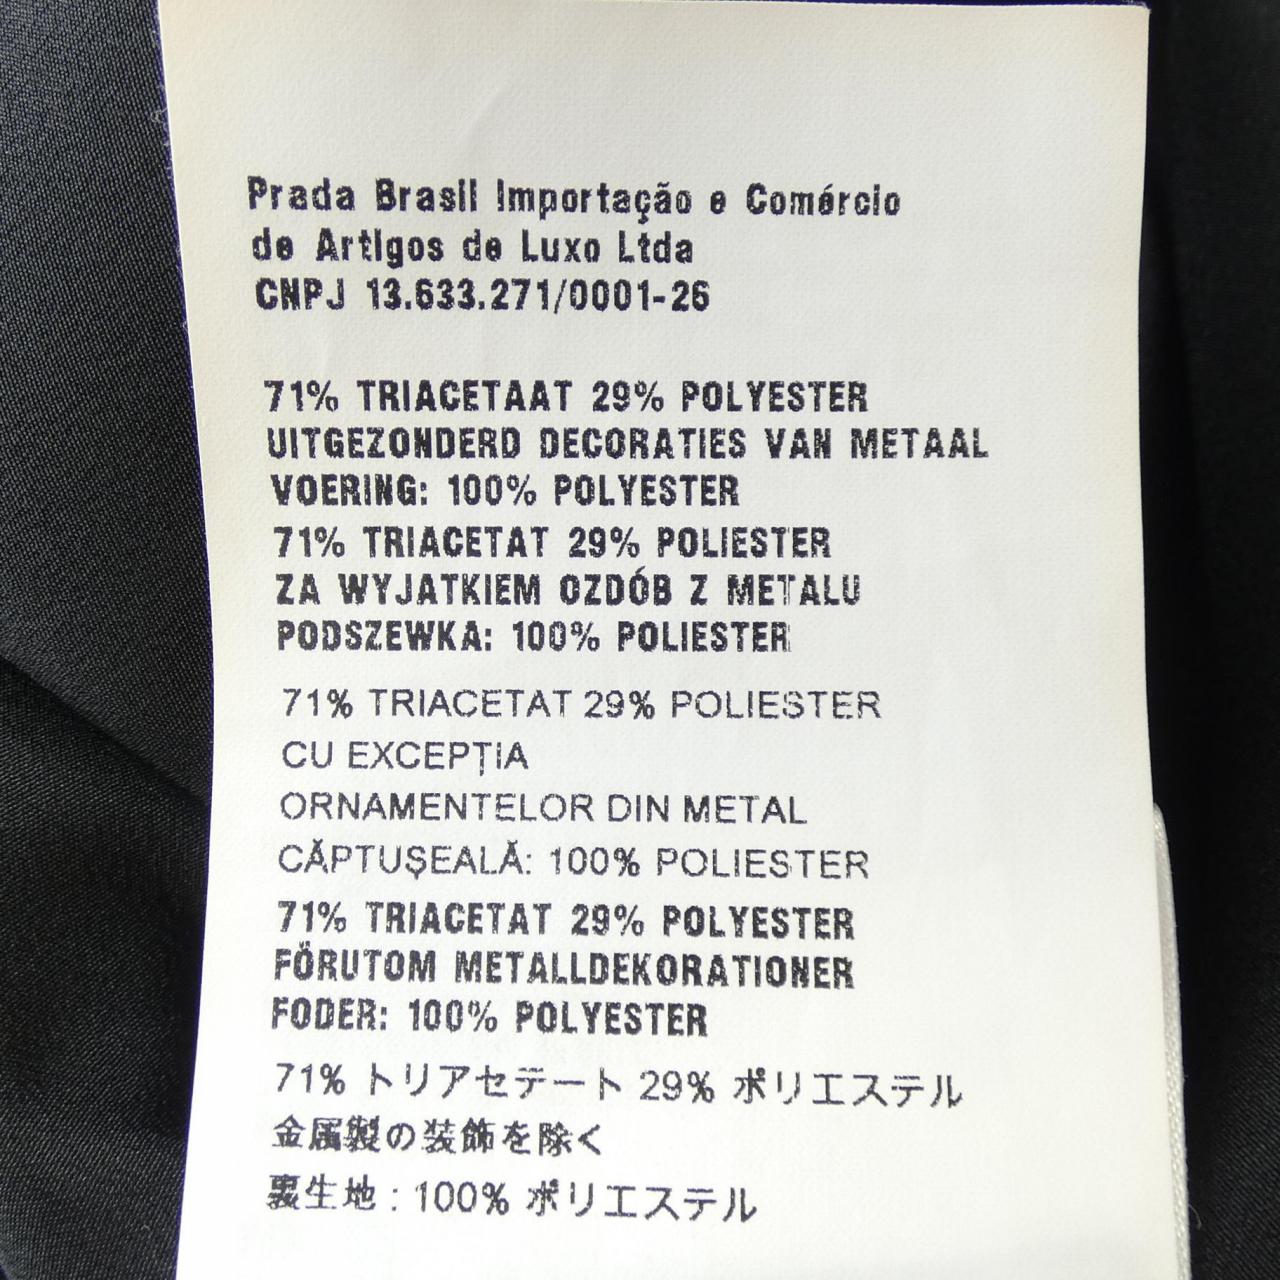 Prada Brasil Importação e Comércio
de Artigos de Luxo Ltda
CNPJ 13.633.271/0001-26
71% TRIACETAAT 29% POLYESTER
UITGEZONDERD DECORATIES VAN METAAL
VOERING: 100% POLYESTER
71% TRIACETAT 29% POLIESTER
ZA WYJATKIEM OZDÓB Z METALU
PODSZEWKA: 100% POLIESTER
71% TRIACETAT 29% POLIESTER
CU EXCEPȚIA
ORNAMENTELOR DIN METAL
CĂPTUȘEALĂ: 100% POLIESTER
71% TRIACETAT 29% POLYESTER
FÖRUTOM METALLDEKORATIONER
FODER: 100% POLYESTER
71% トリアセテート 29% ポリエステル
金属製の装飾を除く
裏生地 : 100% ポリエステル